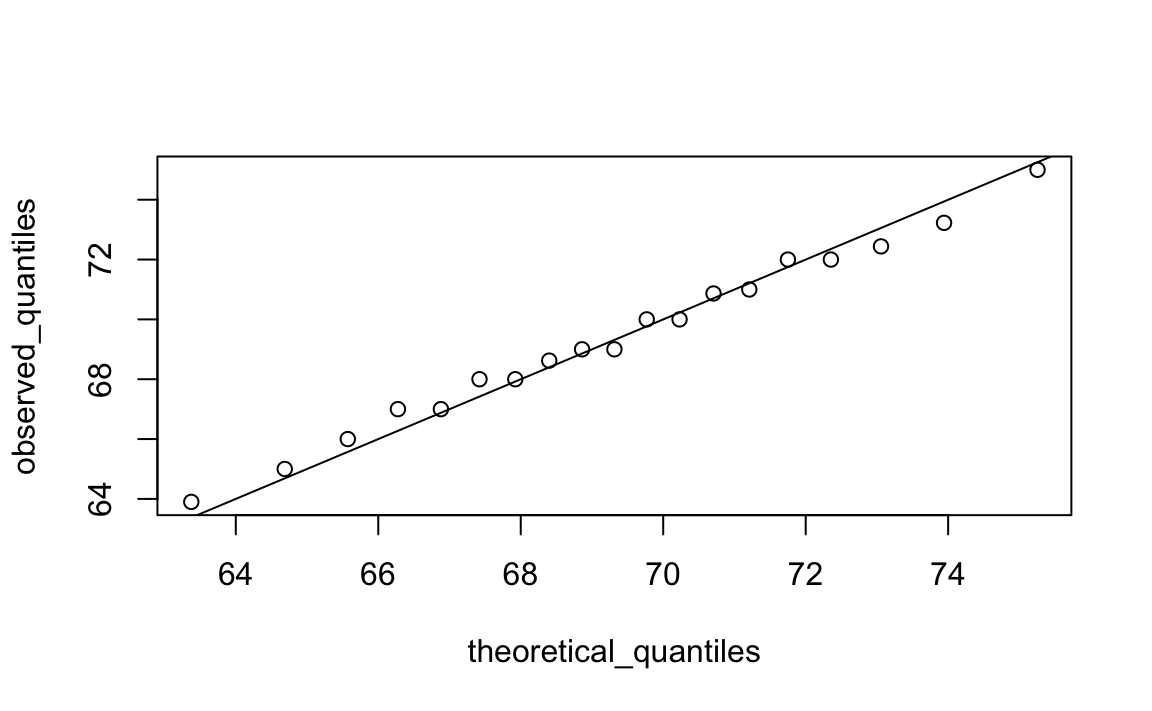 observed_quantiles
72
68
64
64 66 68 70 72 74
theoretical_quantiles